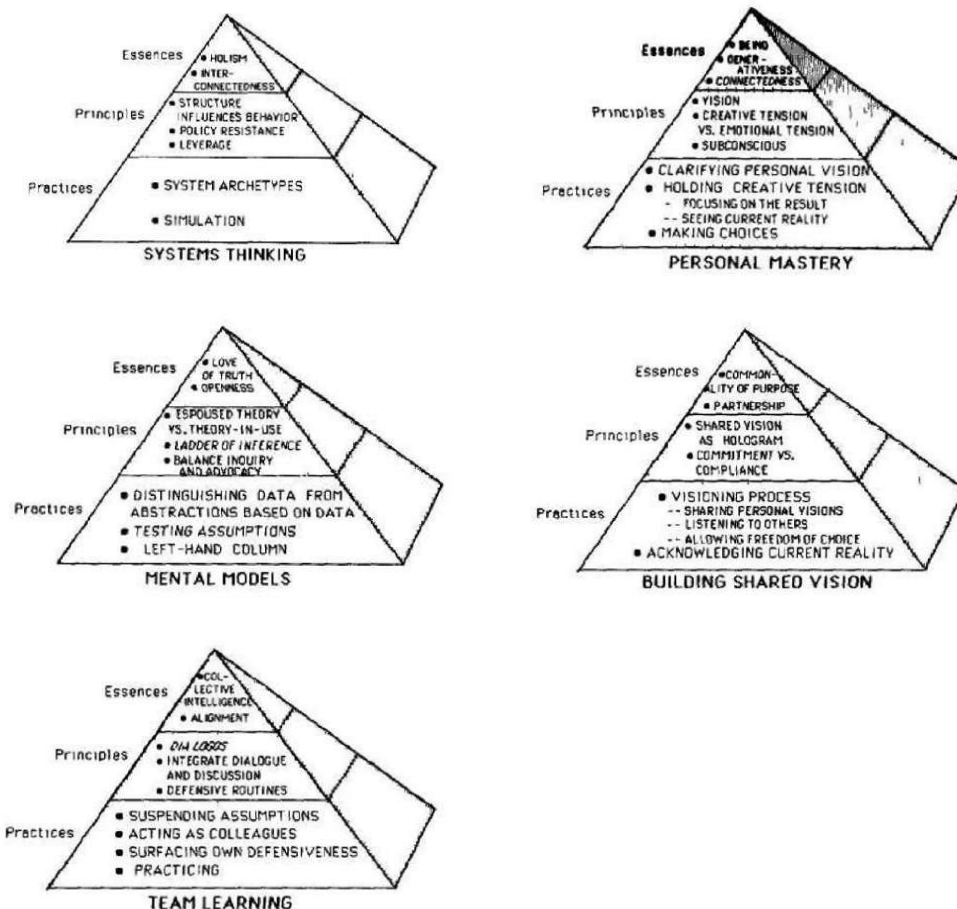 Essences
• HOLISM
• INTER-
CONNECTEDNESS
Principles
• STRUCTURE
INFLUENCES BEHAVIOR
• POLICY RESISTANCE
• LEVERAGE
Practices
• SYSTEM ARCHETYPES
• SIMULATION
SYSTEMS THINKING
Essences
• BEING
• GENER-
ATIVENESS
• CONNECTEDNESS
Principles
• VISION
• CREATIVE TENSION
VS. EMOTIONAL TENSION
• SUBCONSCIOUS
Practices
• CLARIFYING PERSONAL VISION
• HOLDING CREATIVE TENSION
- FOCUSING ON THE RESULT
-- SEEING CURRENT REALITY
• MAKING CHOICES
PERSONAL MASTERY
Essences
• LOVE
OF TRUTH
• OPENNESS
Principles
• ESPOUSED THEORY
VS. THEORY-IN-USE
• LADDER OF INFERENCE
• BALANCE INQUIRY
AND ADVOCACY
Practices
• DISTINGUISHING DATA FROM
ABSTRACTIONS BASED ON DATA
• TESTING ASSUMPTIONS
• LEFT-HAND COLUMN
MENTAL MODELS
Essences
• COMMON-
ALITY OF PURPOSE
• PARTNERSHIP
Principles
• SHARED VISION
AS HOLOGRAM
• COMMITMENT VS.
COMPLIANCE
Practices
• VISIONING PROCESS
-- SHARING PERSONAL VISIONS
-- LISTENING TO OTHERS
-- ALLOWING FREEDOM OF CHOICE
• ACKNOWLEDGING CURRENT REALITY
BUILDING SHARED VISION
Essences
• COL-
LECTIVE
INTELLIGENCE
• ALIGNMENT
Principles
• DIA LOGOS
• INTEGRATE DIALOGUE
AND DISCUSSION
• DEFENSIVE ROUTINES
Practices
• SUSPENDING ASSUMPTIONS
• ACTING AS COLLEAGUES
• SURFACING OWN DEFENSIVENESS
• PRACTICING
TEAM LEARNING